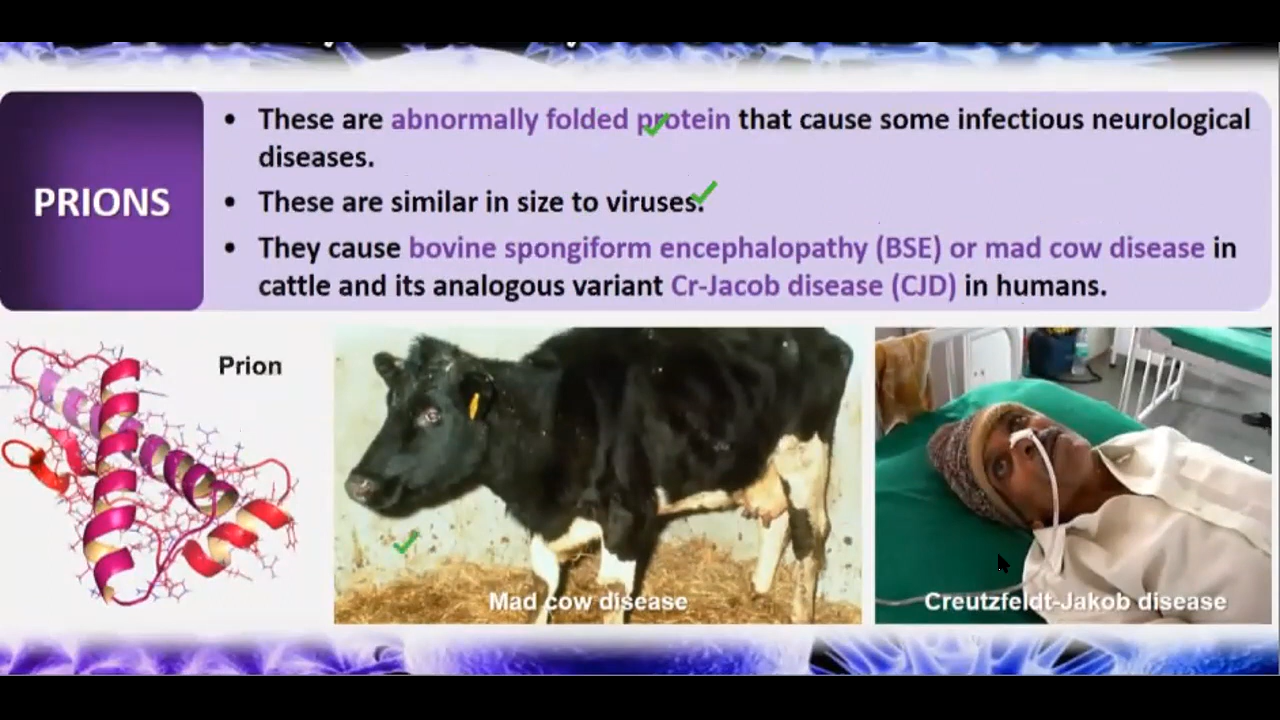 PRIONS
• These are abnormally folded protein that cause some infectious neurological
diseases.
• These are similar in size to viruses.
• They cause bovine spongiform encephalopathy (BSE) or mad cow disease in
cattle and its analogous variant Cr-Jacob disease (CJD) in humans.
Prion
Mad cow disease
Creutzfeldt-Jakob disease